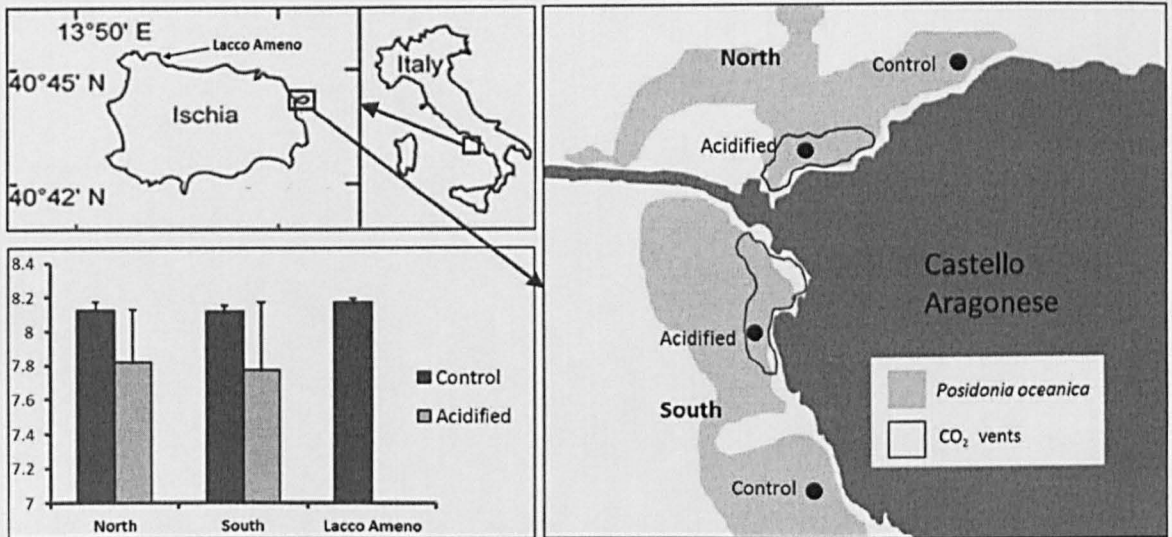 13°50' E
Lacco Ameno
40°45' N
Ischia
40°42' N
Italy
8.4
8.2
8
7.8
7.6
7.4
7.2
7
North
South
Lacco Ameno
Control
Acidified
North
Control
Acidified
Castello
Aragonese
Acidified
South
Control
Posidonia oceanica
CO₂ vents